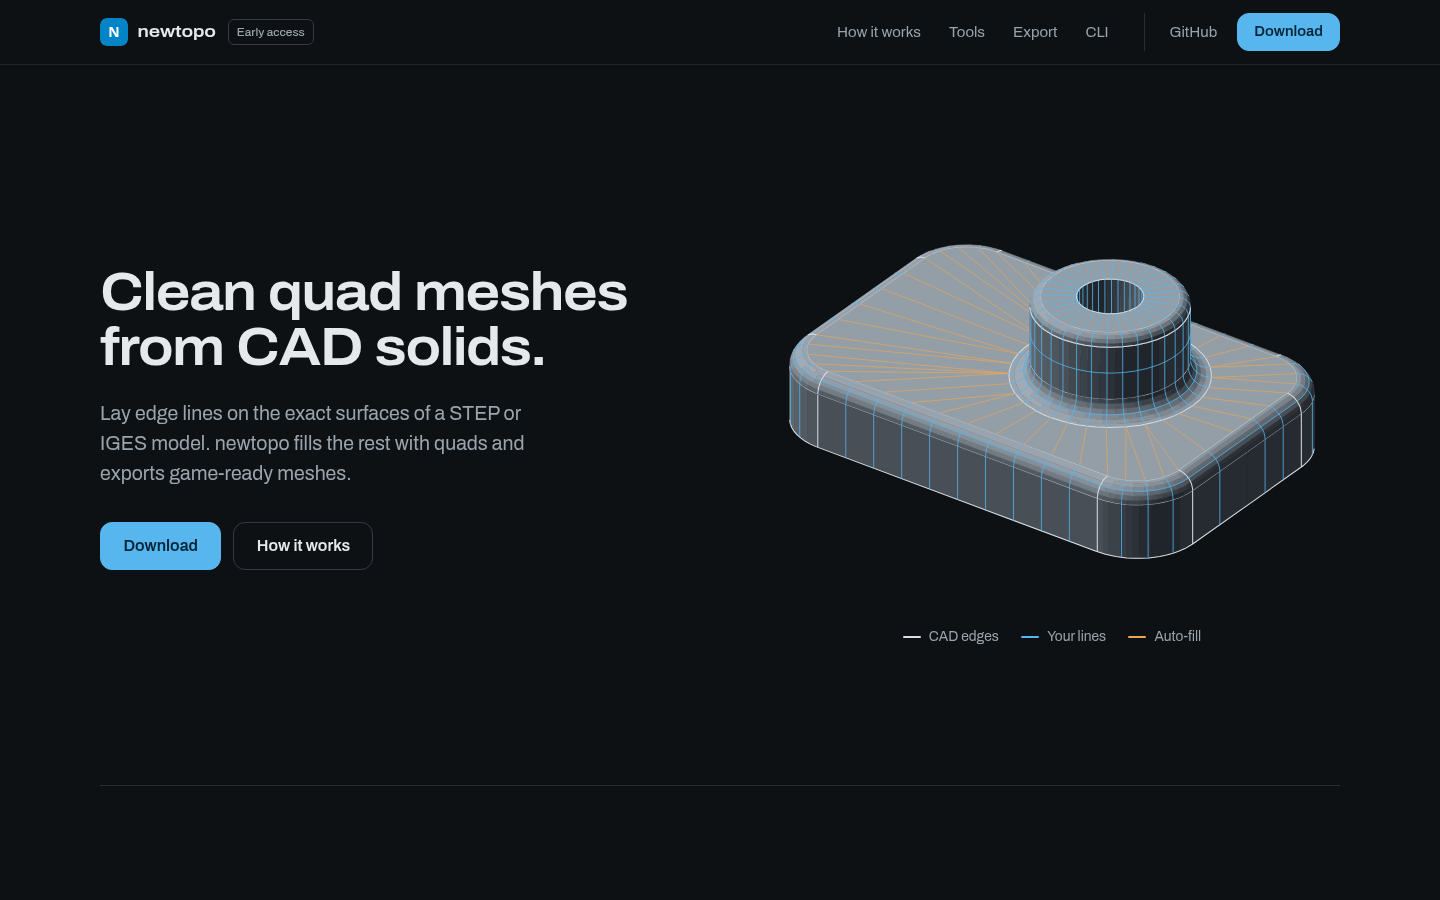 N newtopo Early access How it works Tools Export CLI GitHub Download
Clean quad meshes
from CAD solids.
Lay edge lines on the exact surfaces of a STEP or
IGES model. newtopo fills the rest with quads and
exports game-ready meshes.
Download How it works
CAD edges Your lines Auto-fill